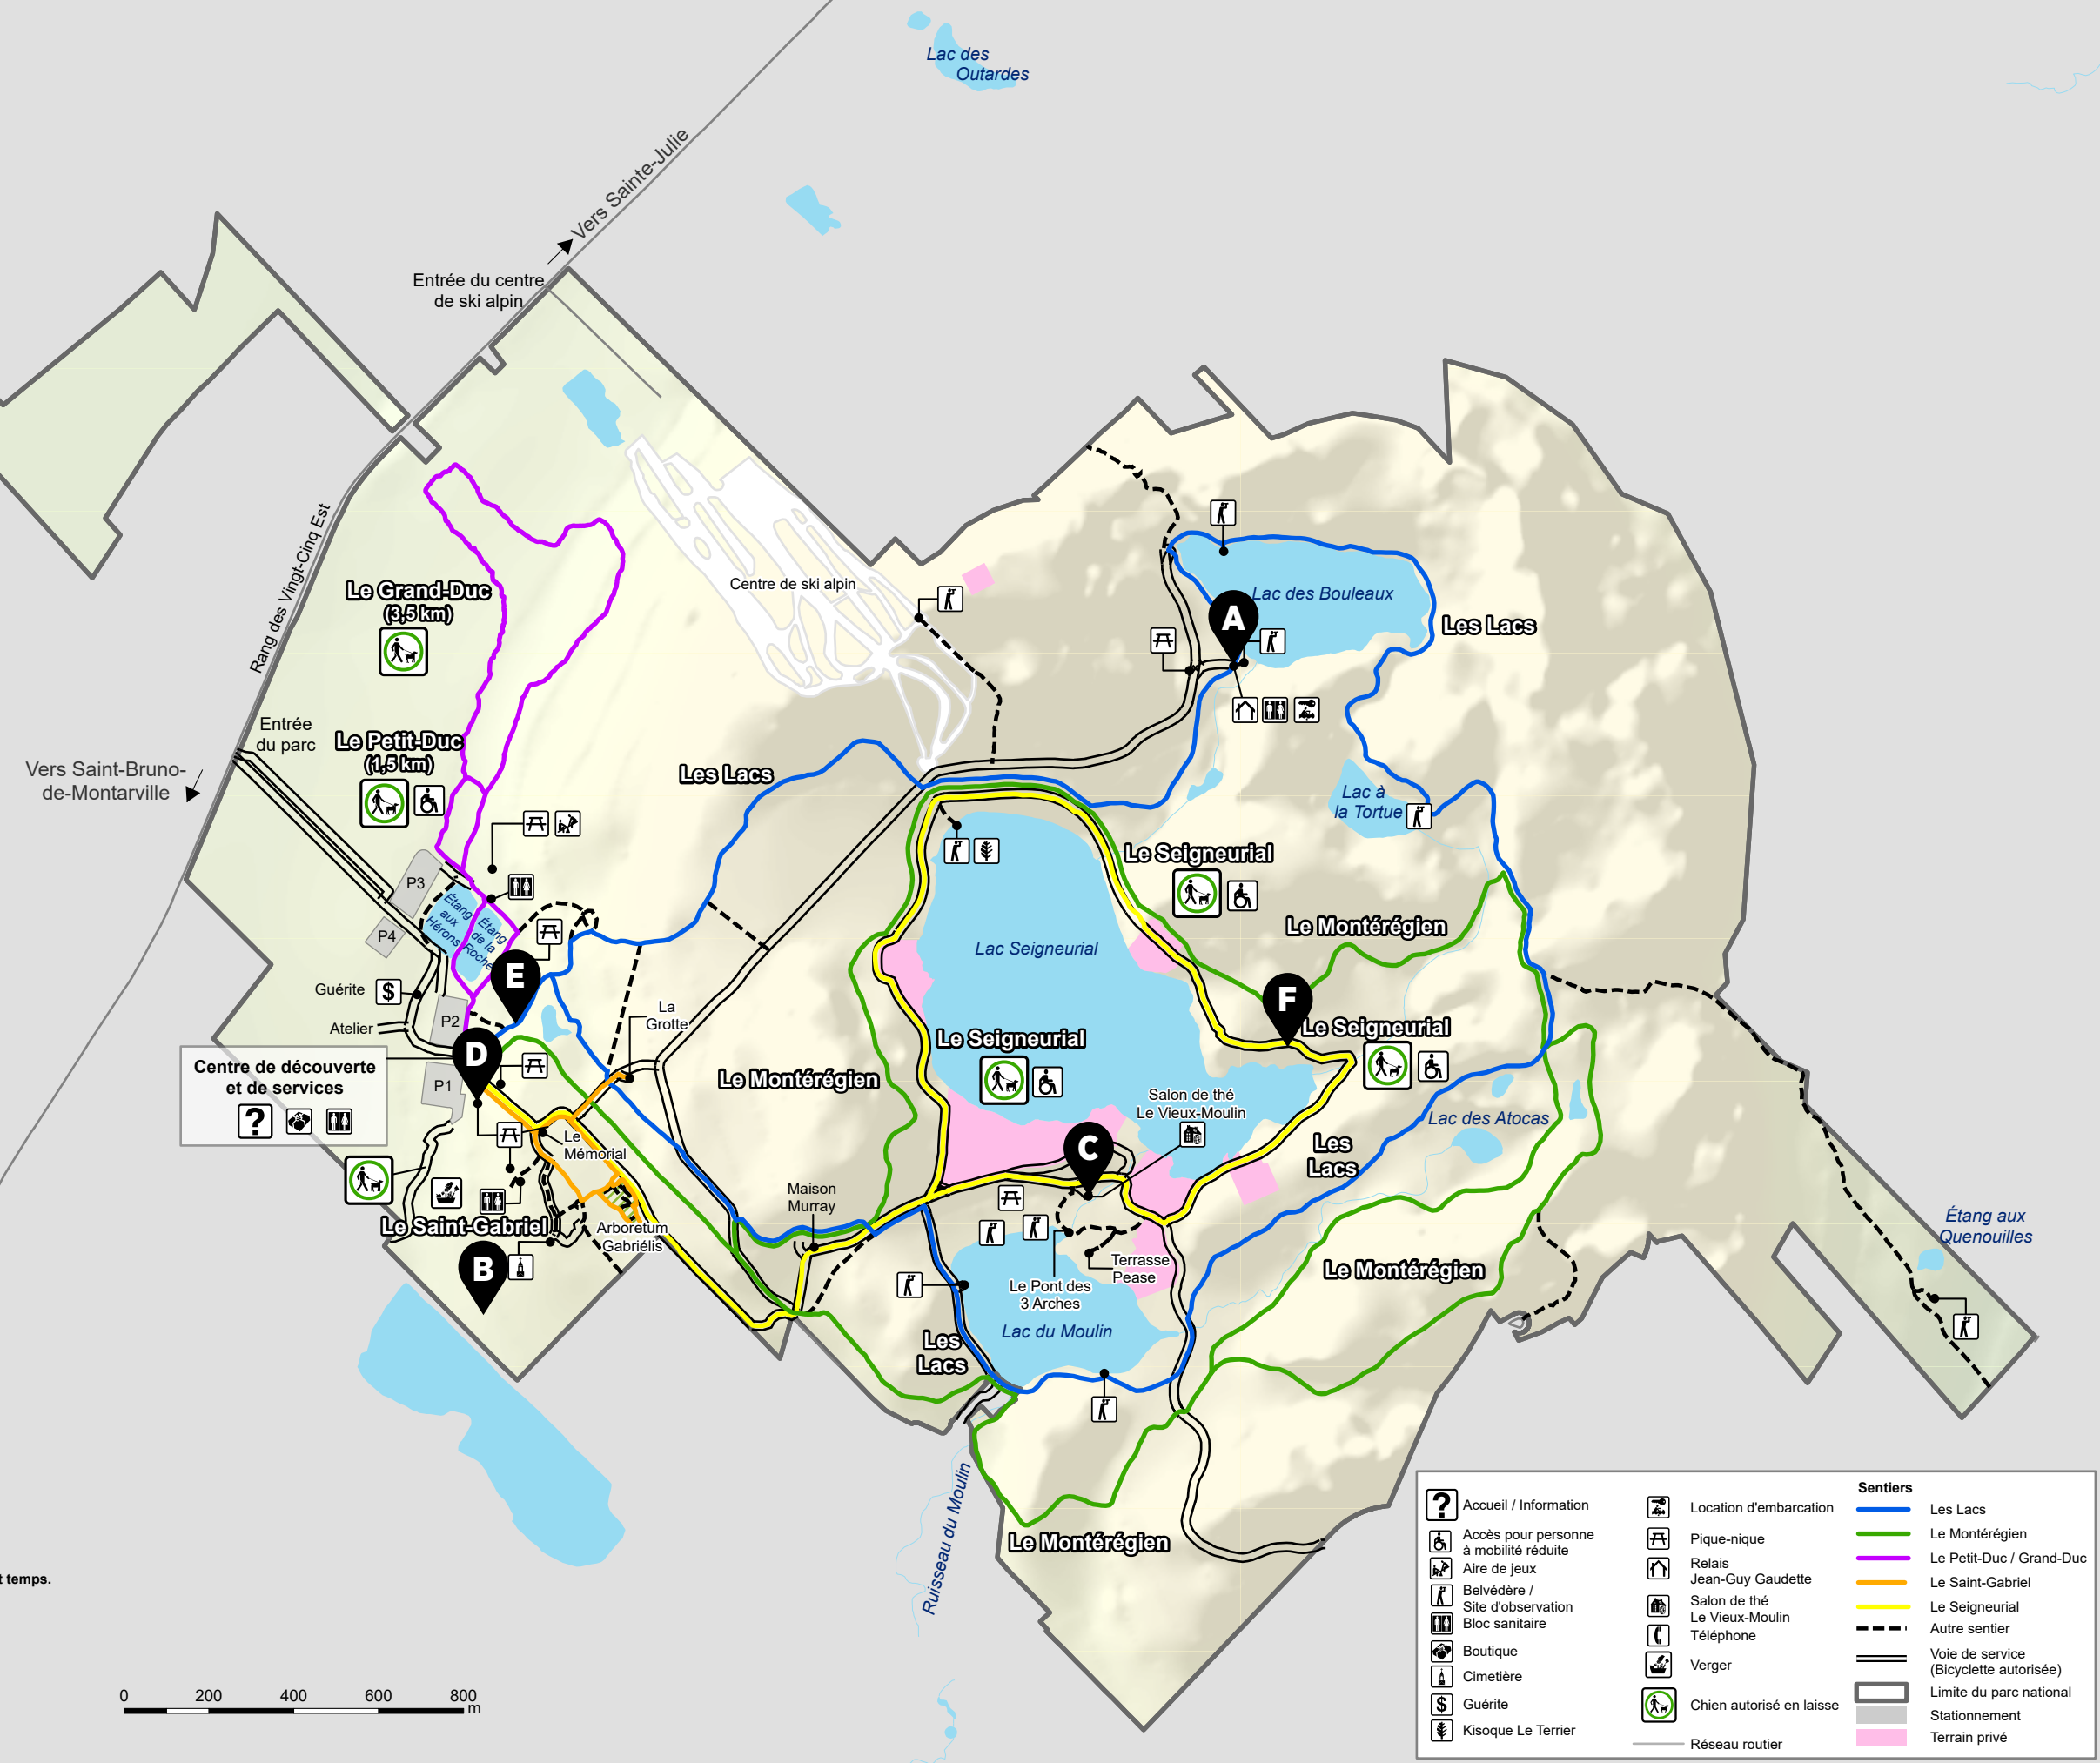 Lac des
Outardes
Vers Sainte-Julie
Entrée du centre
de ski alpin
Rang des Vingt-Cinq Est
Centre de ski alpin
Le Grand-Duc
(3,5 km)
Lac des Bouleaux
A
Les Lacs
Entrée
du parc
Le Petit-Duc
(1,5 km)
Vers Saint-Bruno-
de-Montarville
Les Lacs
Lac à
la Tortue
P3
P4
Étang
aux
Hérons
Étang
de la
Roche
Le Seigneurial
Le Montérégien
Lac Seigneurial
E
Guérite
$
Atelier
P2
La
Grotte
F
Le Seigneurial
Le Seigneurial
D
Centre de découverte
et de services
?
P1
Le Montérégien
Salon de thé
Le Vieux-Moulin
Lac des Atocas
Le
Mémorial
C
Les
Lacs
Maison
Murray
Le Saint-Gabriel
Arboretum
Gabriélis
B
Étang aux
Quenouilles
Terrasse
Pease
Le Pont des
3 Arches
Le Montérégien
Lac du Moulin
Les
Lacs
Ruisseau du Moulin
Le Montérégien
t temps.
0 200 400 600 800
m
? Accueil / Information
Accès pour personne
à mobilité réduite
Aire de jeux
Belvédère /
Site d'observation
Bloc sanitaire
Boutique
Cimetière
$ Guérite
Kisoque Le Terrier
Location d'embarcation
Pique-nique
Relais
Jean-Guy Gaudette
Salon de thé
Le Vieux-Moulin
Téléphone
Verger
Chien autorisé en laisse
Réseau routier
Sentiers
Les Lacs
Le Montérégien
Le Petit-Duc / Grand-Duc
Le Saint-Gabriel
Le Seigneurial
Autre sentier
Voie de service
(Bicyclette autorisée)
Limite du parc national
Stationnement
Terrain privé